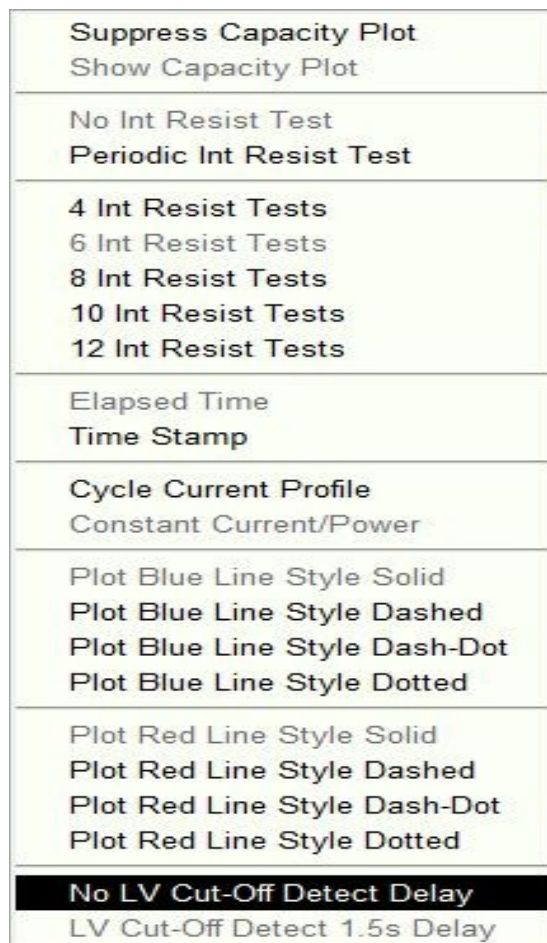 Suppress Capacity Plot
Show Capacity Plot
No Int Resist Test
Periodic Int Resist Test
4 Int Resist Tests
6 Int Resist Tests
8 Int Resist Tests
10 Int Resist Tests
12 Int Resist Tests
Elapsed Time
Time Stamp
Cycle Current Profile
Constant Current/Power
Plot Blue Line Style Solid
Plot Blue Line Style Dashed
Plot Blue Line Style Dash-Dot
Plot Blue Line Style Dotted
Plot Red Line Style Solid
Plot Red Line Style Dashed
Plot Red Line Style Dash-Dot
Plot Red Line Style Dotted
No LV Cut-Off Detect Delay
LV Cut-Off Detect 1.5s Delay